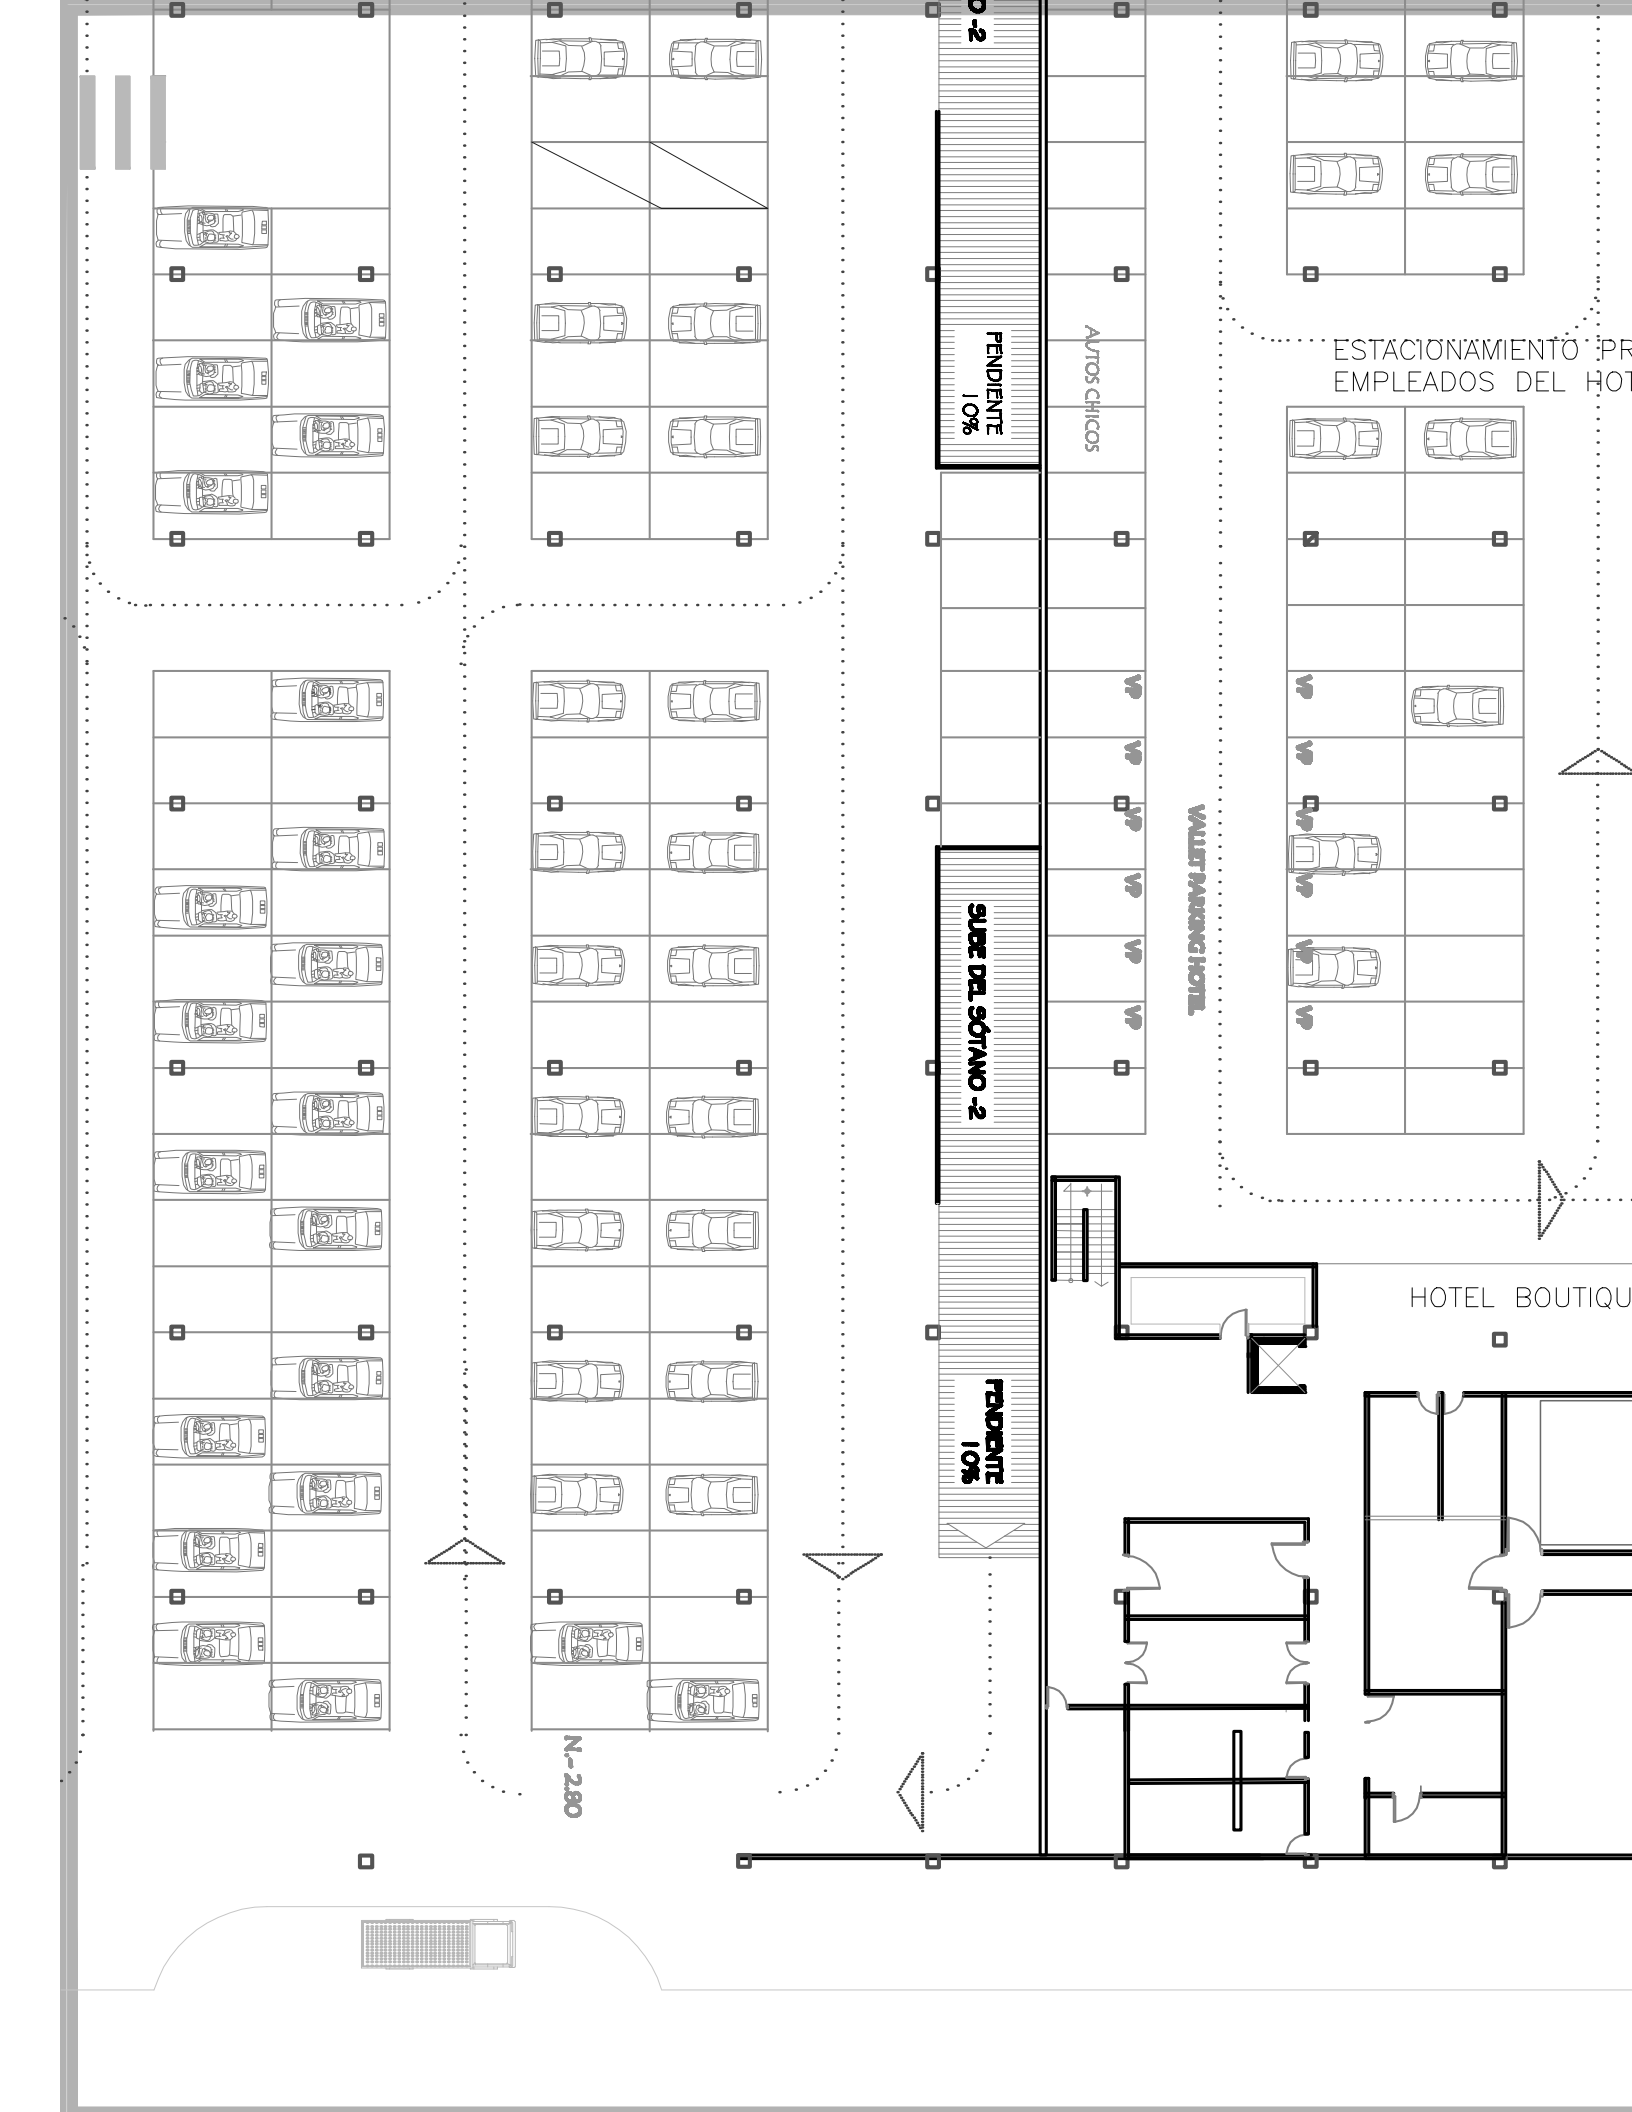 O -2
PENDIENTE
10%
AUTOS CHICOS
ESTACIONAMIENTO PR
EMPLEADOS DEL HOT
VP
VP
VP
VP
VP
VP
VP
VP
VP
VP
VP
VP
VALLET PARKING HOTEL
SUBE DEL SÓTANO -2
HOTEL BOUTIQU
PENDIENTE
10%
N.- 2.80